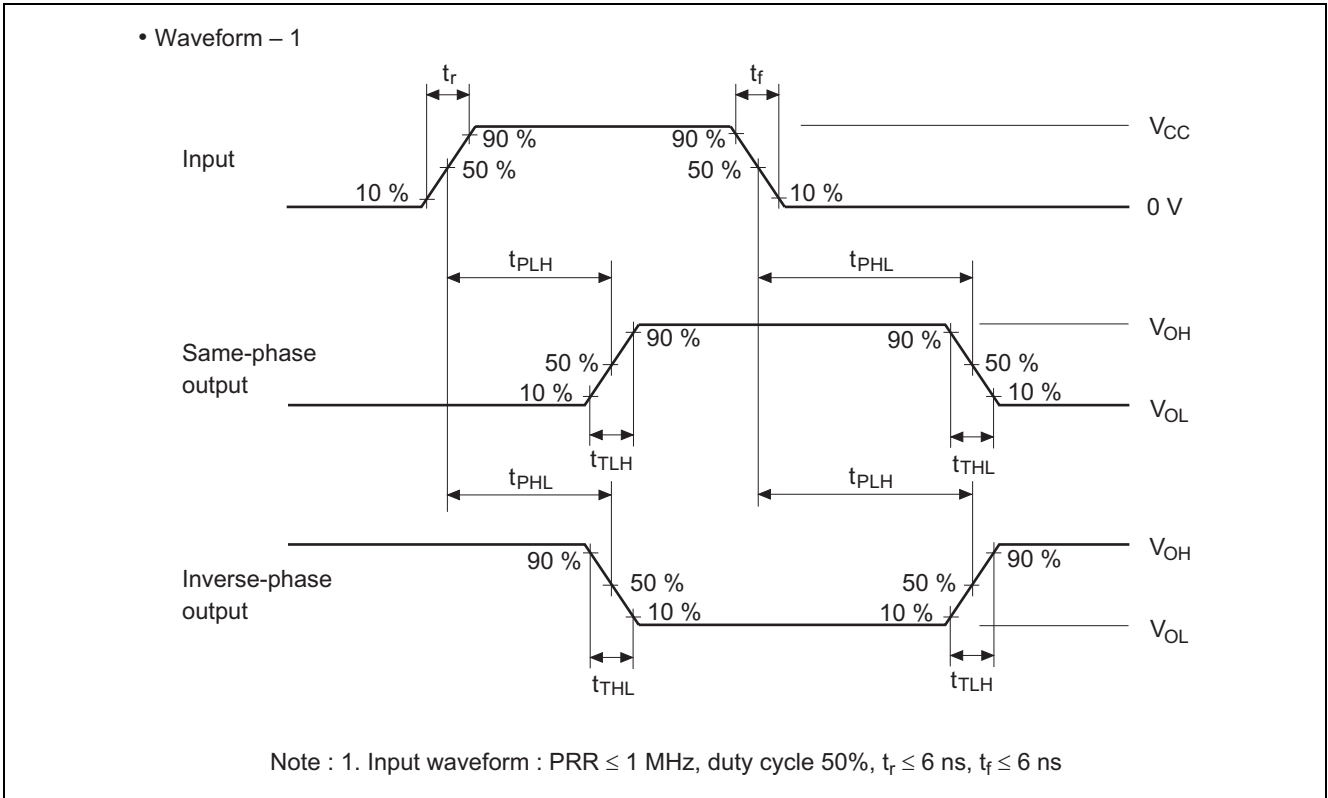 • Waveform – 1
tr
tf
90 %
90 %
VCC
Input
50 %
50 %
10 %
10 %
0 V
tPLH
tPHL
VOH
90 %
90 %
Same-phase
output
50 %
50 %
10 %
10 %
VOL
tTLH
tTHL
tPHL
tPLH
VOH
90 %
90 %
Inverse-phase
output
50 %
50 %
10 %
10 %
VOL
tTHL
tTLH
Note : 1. Input waveform : PRR ≤ 1 MHz, duty cycle 50%, tr ≤ 6 ns, tf ≤ 6 ns